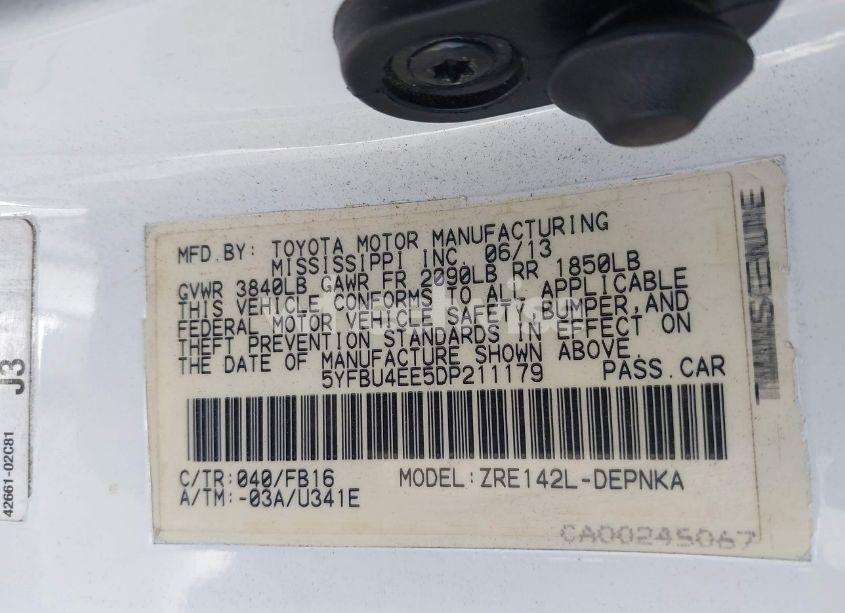 MFD.BY: TOYOTA MOTOR MANUFACTURING
MISSISSIPPI INC. 06/13
GVWR 3840LB GAWR FR 2090LB RR 1850LB
THIS VEHICLE CONFORMS TO ALL APPLICABLE
FEDERAL MOTOR VEHICLE SAFETY, BUMPER, AND
THEFT PREVENTION STANDARDS IN EFFECT ON
THE DATE OF MANUFACTURE SHOWN ABOVE.
5YFBU4EE5DP211179 PASS.CAR
C/TR:040/FB16 MODEL:ZRE142L-DEPNKA
A/TM:-03A/U341E
CA00245067
J3
42661-02C81